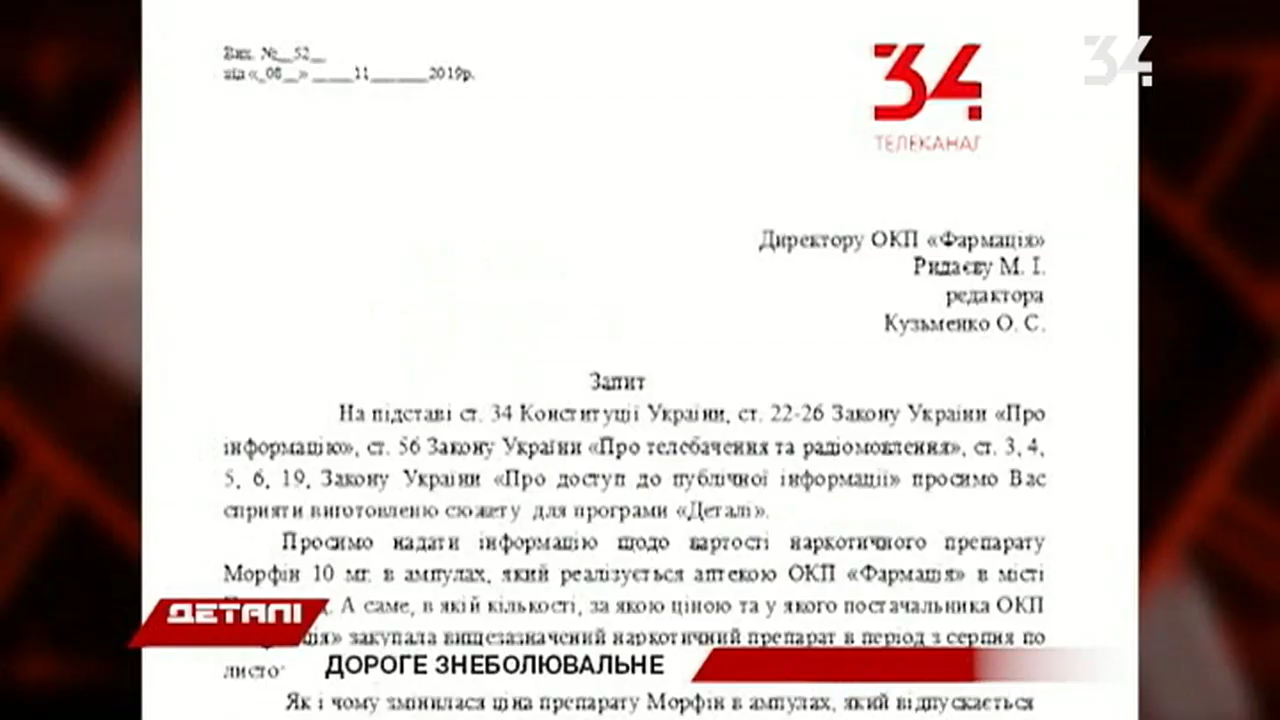 Вих. №__52__
від «_08__» _____11_______2019р.
34
ТЕЛЕКАНАЛ
34
Директору ОКП «Фармація»
Ридаєву М. І.
редактора
Кузьменко О. С.
Запит
На підставі ст. 34 Конституції України, ст. 22-26 Закону України «Про
інформацію», ст. 56 Закону України «Про телебачення та радіомовлення», ст. 3, 4,
5, 6, 19, Закону України «Про доступ до публічної інформації» просимо Вас
сприяти виготовленю сюжету для програми «Деталі».
Просимо надати інформацію щодо вартості наркотичного препарату
Морфін 10 мг. в ампулах, який реалізується аптекою ОКП «Фармація» в місті
А саме, в якій кількості, за якою ціною та у якого постачальника ОКП
закупала вищезазначений наркотичний препарат в період з серпня по
Як і чому змінилася ціна препарату Морфін в ампулах, який відпускається
ДЕТАЛІ
ДОРОГЕ ЗНЕБОЛЮВАЛЬНЕ